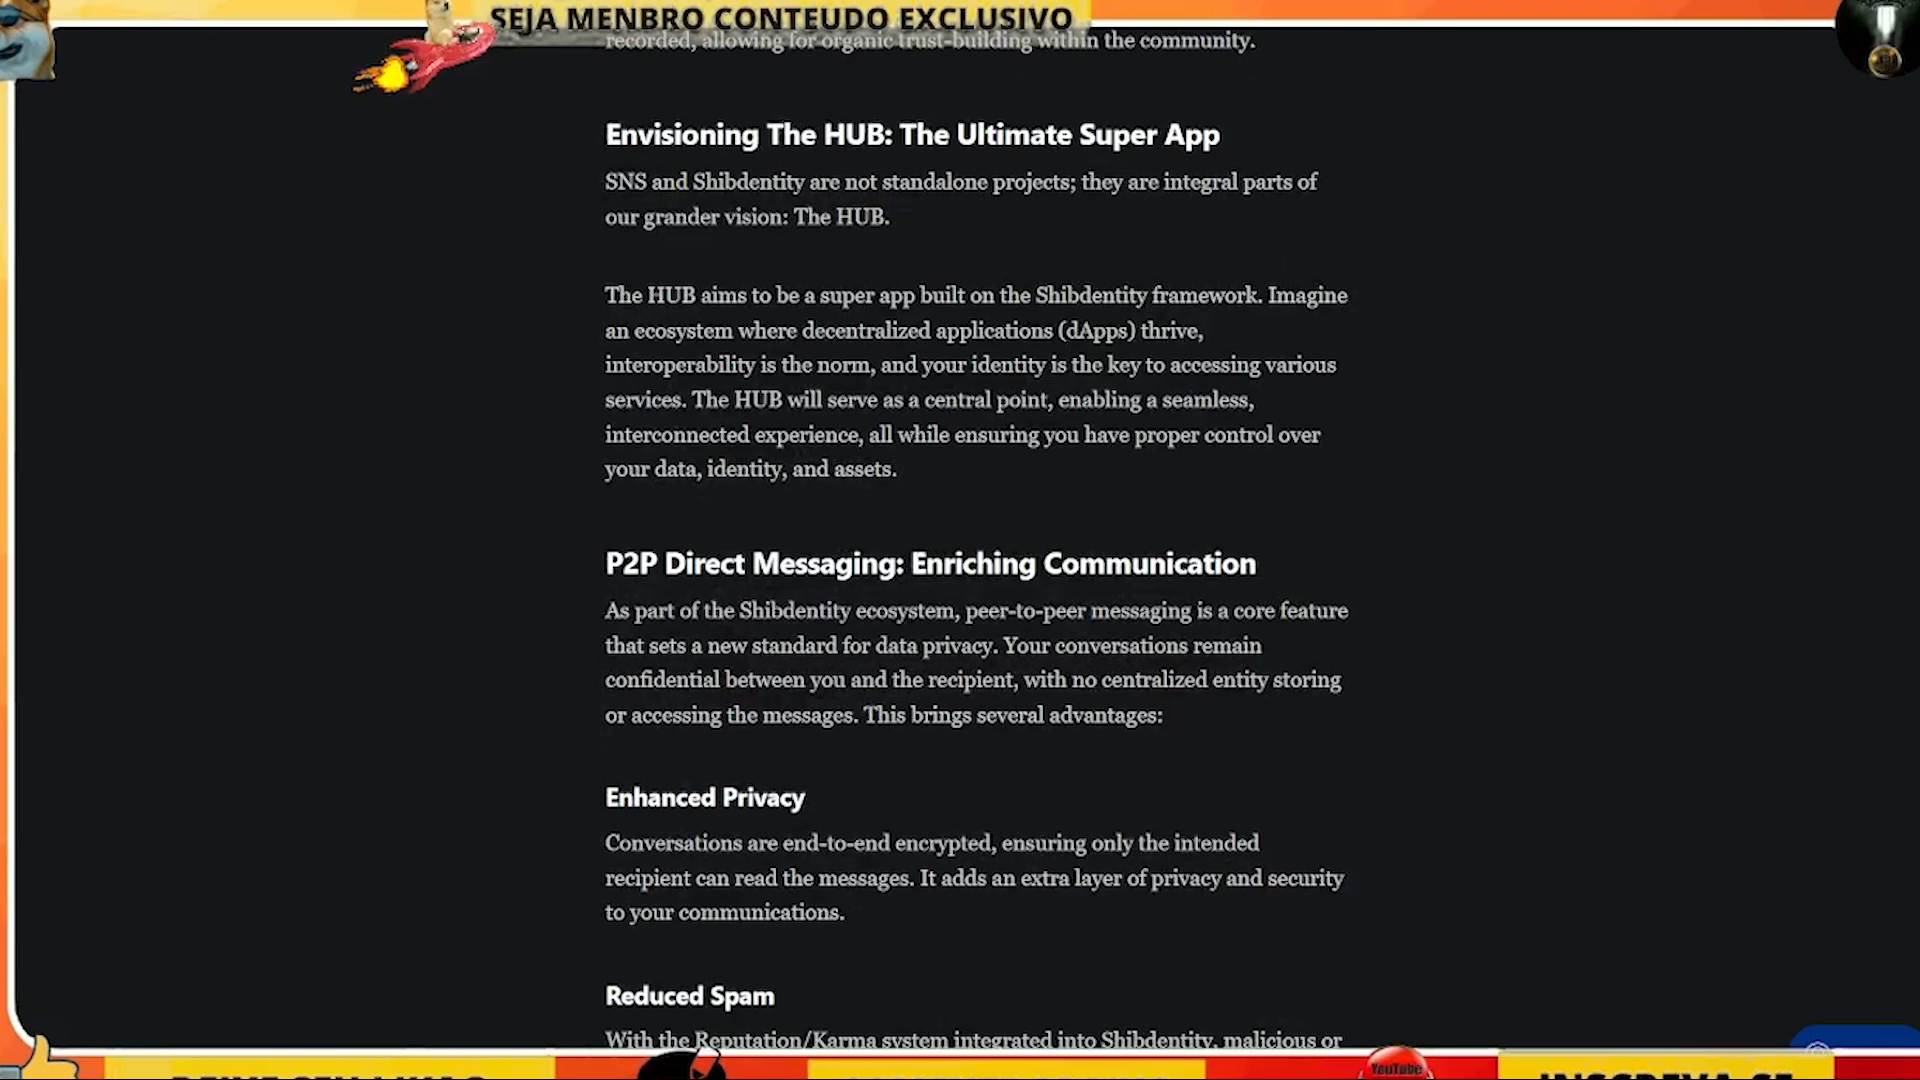 SEJA MENBRO CONTEUDO EXCLUSIVO
recorded, allowing for organic trust-building within the community.
Envisioning The HUB: The Ultimate Super App
SNS and Shibdentity are not standalone projects; they are integral parts of
our grander vision: The HUB.
The HUB aims to be a super app built on the Shibdentity framework. Imagine
an ecosystem where decentralized applications (dApps) thrive,
interoperability is the norm, and your identity is the key to accessing various
services. The HUB will serve as a central point, enabling a seamless,
interconnected experience, all while ensuring you have proper control over
your data, identity, and assets.
P2P Direct Messaging: Enriching Communication
As part of the Shibdentity ecosystem, peer-to-peer messaging is a core feature
that sets a new standard for data privacy. Your conversations remain
confidential between you and the recipient, with no centralized entity storing
or accessing the messages. This brings several advantages:
Enhanced Privacy
Conversations are end-to-end encrypted, ensuring only the intended
recipient can read the messages. It adds an extra layer of privacy and security
to your communications.
Reduced Spam
With the Reputation/Karma system integrated into Shibdentity, malicious or
YouTube
INSCREVA-SE